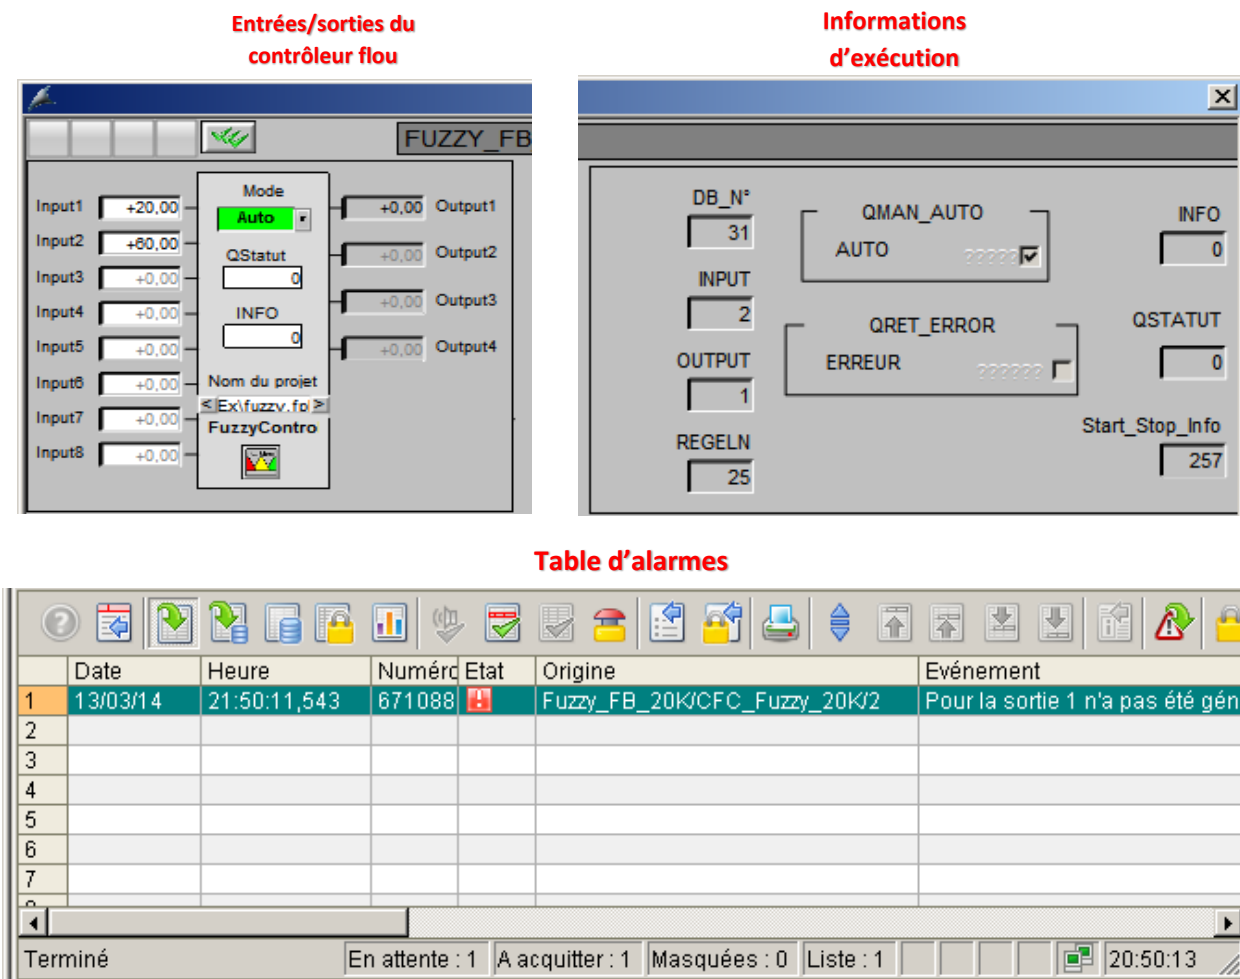 Entrées/sorties du
contrôleur flou
Informations
d'exécution
FUZZY_FB
Mode
Auto
QStatut
0
INFO
0
Nom du projet
Ex\fuzzy.fp
FuzzyContro
Input1 +20,00
Input2 +60,00
Input3 +0,00
Input4 +0,00
Input5 +0,00
Input6 +0,00
Input7 +0,00
Input8 +0,00
+0,00 Output1
+0,00 Output2
+0,00 Output3
+0,00 Output4
DB_N°
31
INPUT
2
OUTPUT
1
REGELN
25
QMAN_AUTO
AUTO ?????
QRET_ERROR
ERREUR ??????
INFO
0
QSTATUT
0
Start_Stop_Info
257
Table d'alarmes
Date Heure Numéro Etat Origine Evénement
1 13/03/14 21:50:11,543 671088 Fuzzy_FB_20K/CFC_Fuzzy_20K/2 Pour la sortie 1 n'a pas été gén
2
3
4
5
6
7
Terminé En attente : 1 A acquitter : 1 Masquées : 0 Liste : 1 20:50:13